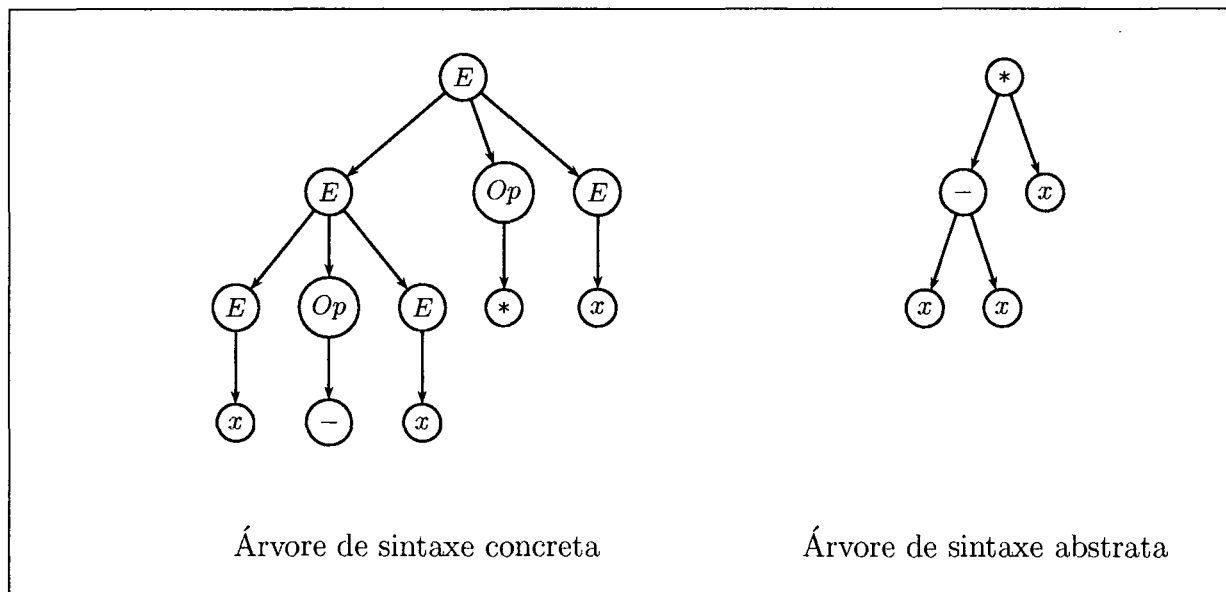 E
*
E Op E
- x
E Op E * x
x x
x - x
Árvore de sintaxe concreta
Árvore de sintaxe abstrata